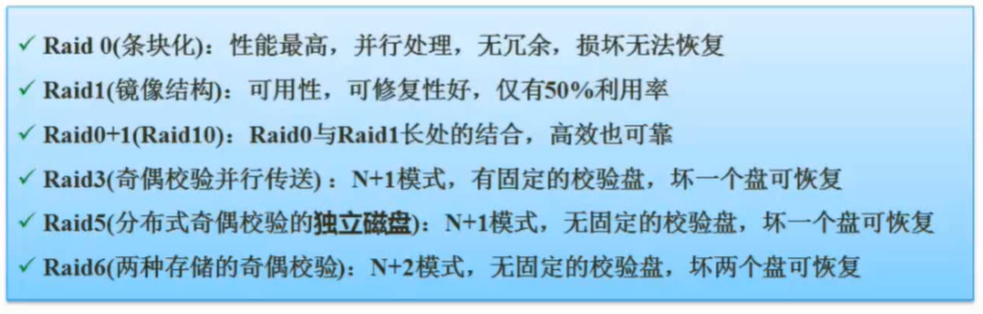 ✓ Raid 0(条块化)：性能最高，并行处理，无冗余，损坏无法恢复
✓ Raid1(镜像结构)：可用性，可修复性好，仅有50%利用率
✓ Raid0+1(Raid10)：Raid0与Raid1长处的结合，高效也可靠
✓ Raid3(奇偶校验并行传送)：N+1模式，有固定的校验盘，坏一个盘可恢复
✓ Raid5(分布式奇偶校验的独立磁盘)：N+1模式，无固定的校验盘，坏一个盘可恢复
✓ Raid6(两种存储的奇偶校验)：N+2模式，无固定的校验盘，坏两个盘可恢复